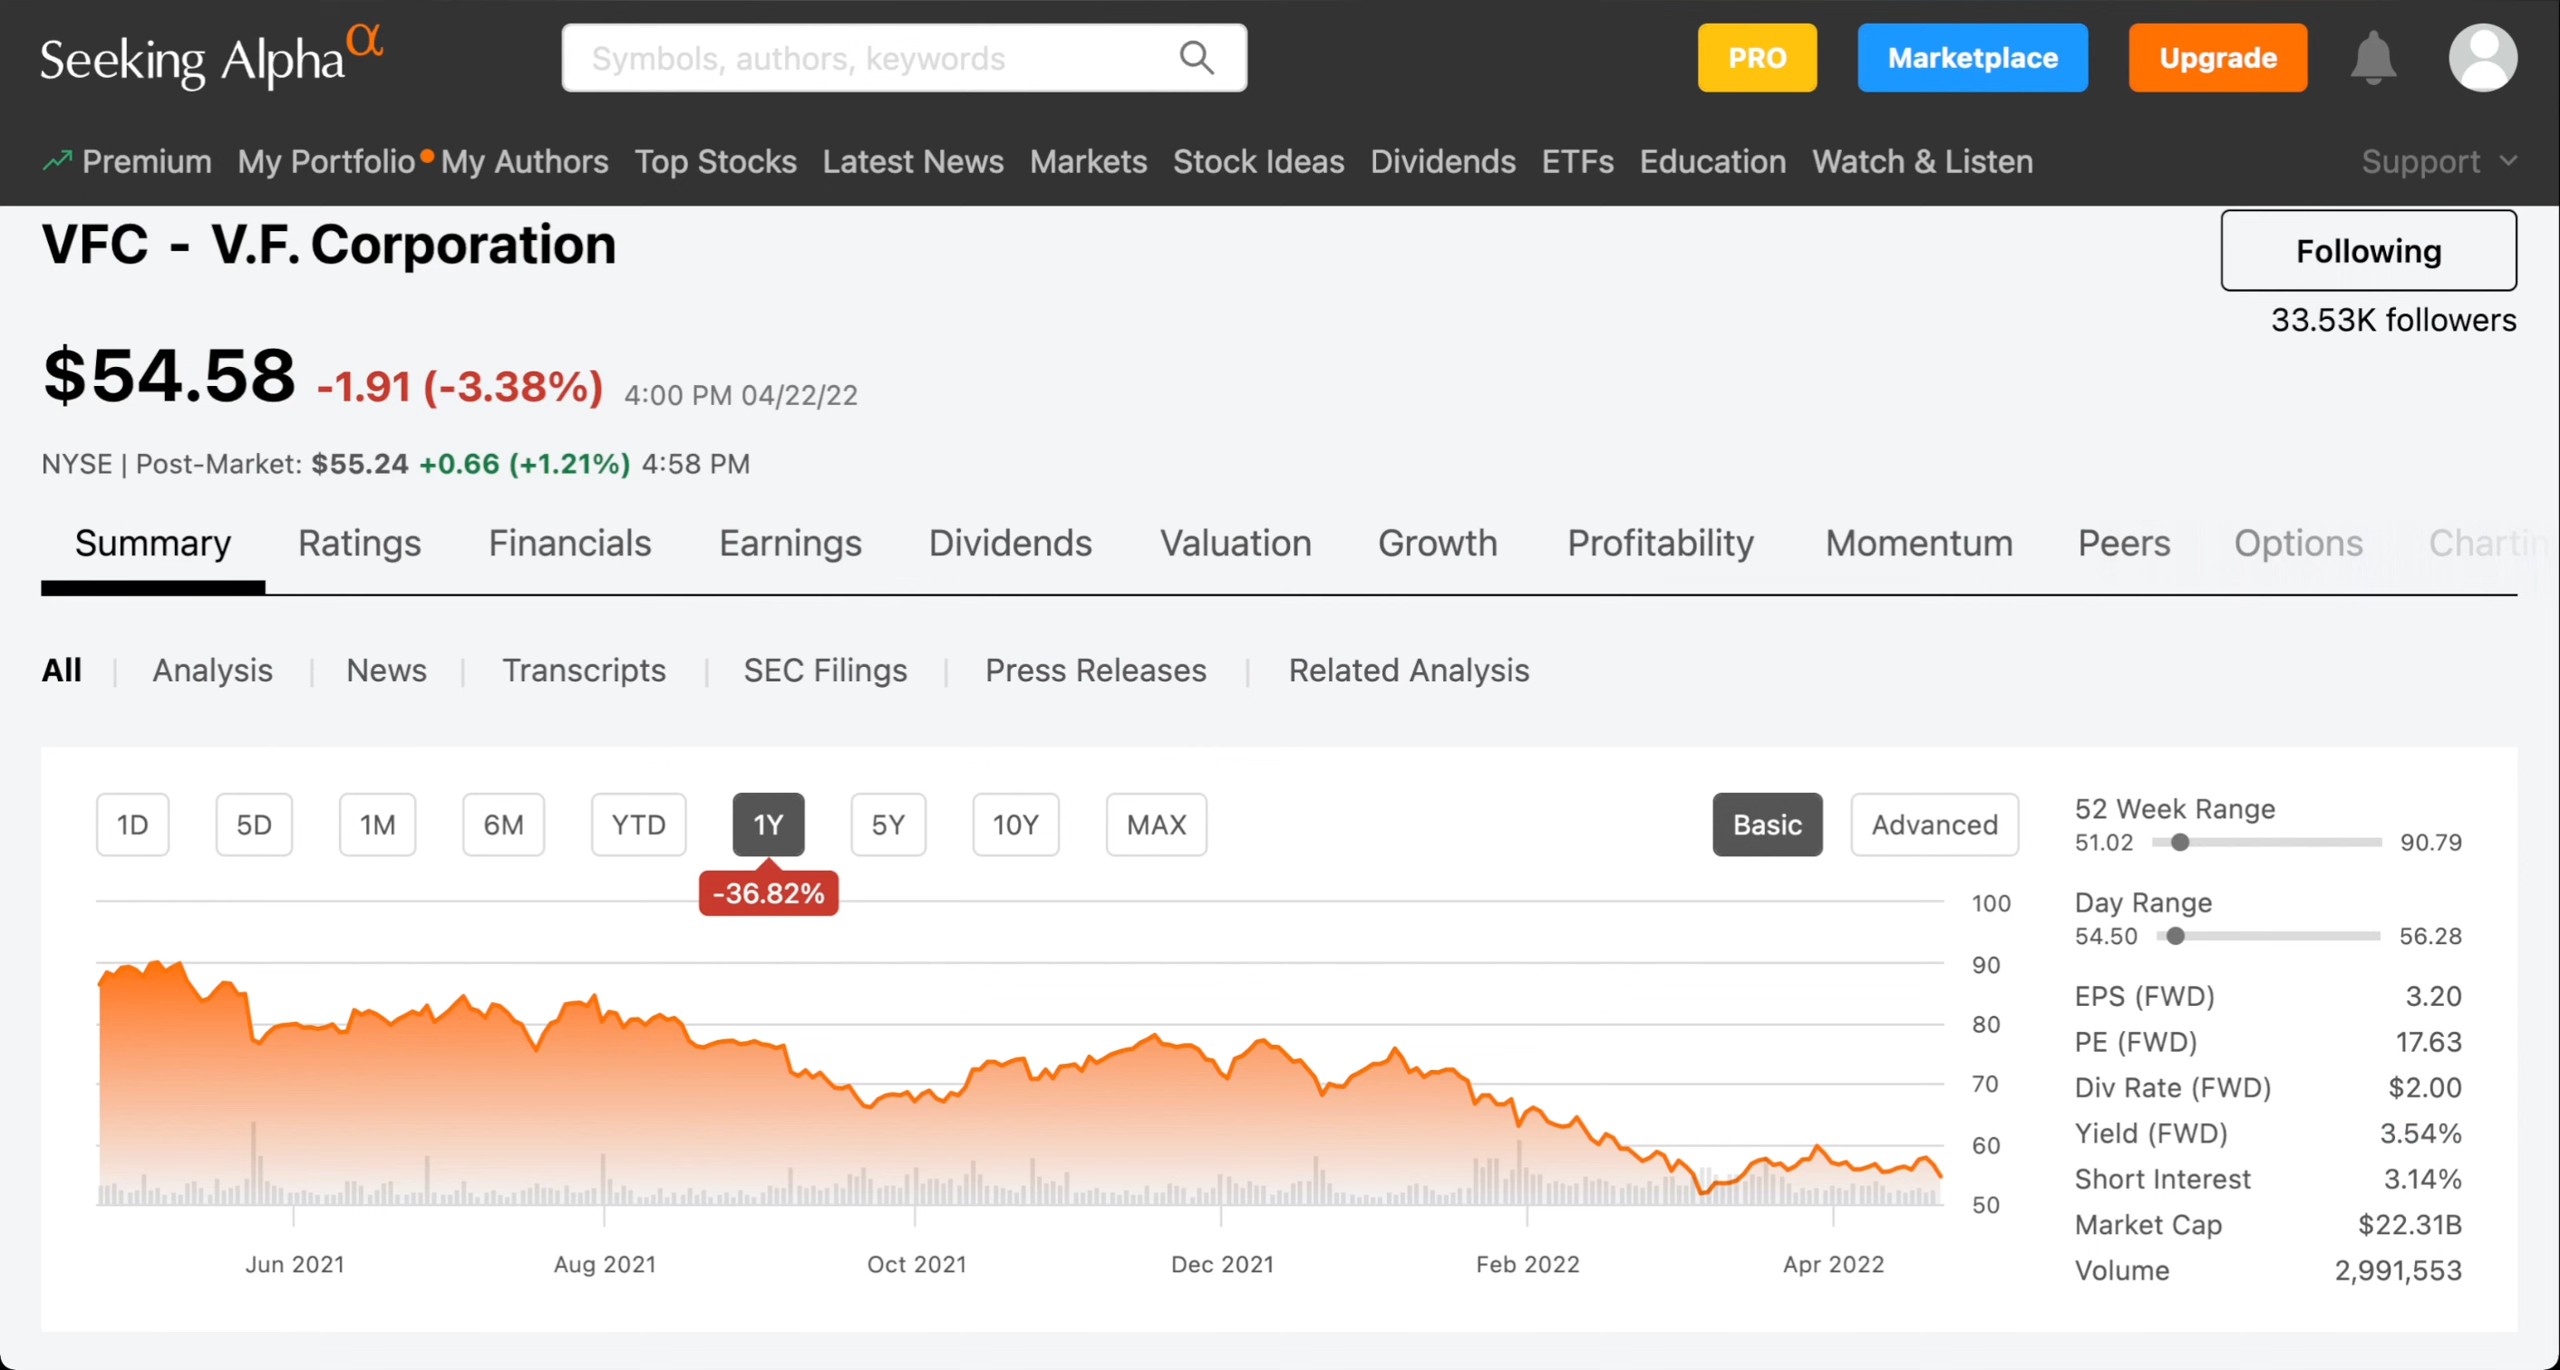 Seeking Alpha α
Symbols, authors, keywords
PRO
Marketplace
Upgrade
Premium My Portfolio My Authors Top Stocks Latest News Markets Stock Ideas Dividends ETFs Education Watch & Listen Support
VFC - V.F. Corporation
Following
33.53K followers
$54.58 -1.91 (-3.38%) 4:00 PM 04/22/22
NYSE | Post-Market: $55.24 +0.66 (+1.21%) 4:58 PM
Summary Ratings Financials Earnings Dividends Valuation Growth Profitability Momentum Peers Options Chartin
All | Analysis | News | Transcripts | SEC Filings | Press Releases | Related Analysis
1D 5D 1M 6M YTD 1Y 5Y 10Y MAX
Basic Advanced
-36.82%
100
90
80
70
60
50
Jun 2021 Aug 2021 Oct 2021 Dec 2021 Feb 2022 Apr 2022
52 Week Range
51.02 90.79
Day Range
54.50 56.28
EPS (FWD) 3.20
PE (FWD) 17.63
Div Rate (FWD) $2.00
Yield (FWD) 3.54%
Short Interest 3.14%
Market Cap $22.31B
Volume 2,991,553